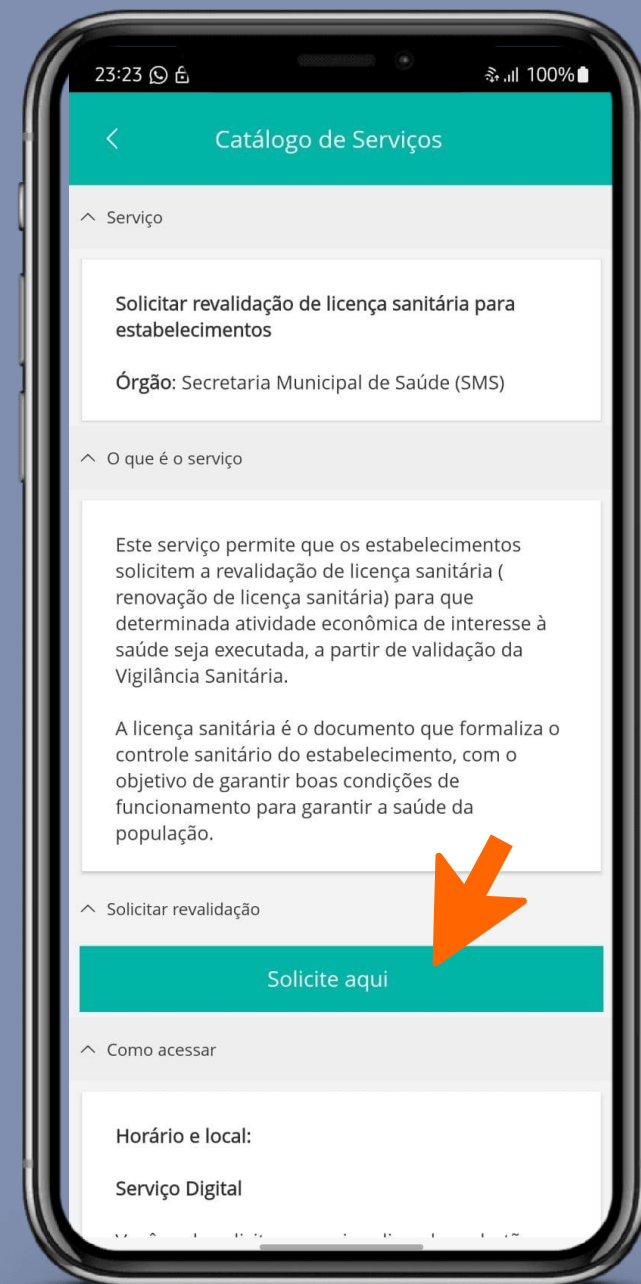 23:23
100%
Catálogo de Serviços
Serviço
Solicitar revalidação de licença sanitária para
estabelecimentos
Órgão: Secretaria Municipal de Saúde (SMS)
O que é o serviço
Este serviço permite que os estabelecimentos
solicitem a revalidação de licença sanitária (
renovação de licença sanitária) para que
determinada atividade econômica de interesse à
saúde seja executada, a partir de validação da
Vigilância Sanitária.
A licença sanitária é o documento que formaliza o
controle sanitário do estabelecimento, com o
objetivo de garantir boas condições de
funcionamento para garantir a saúde da
população.
Solicitar revalidação
Solicite aqui
Como acessar
Horário e local:
Serviço Digital